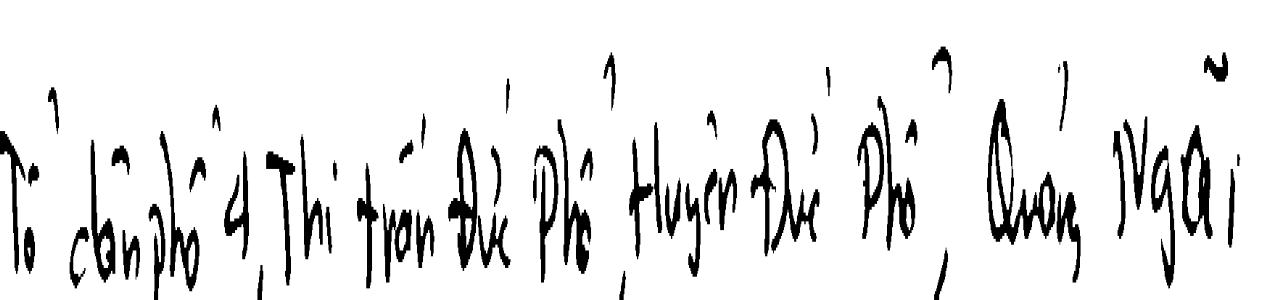 Tổ dân phố 4, Thị trấn Đức Phổ, Huyện Đức Phổ, Quảng Ngãi